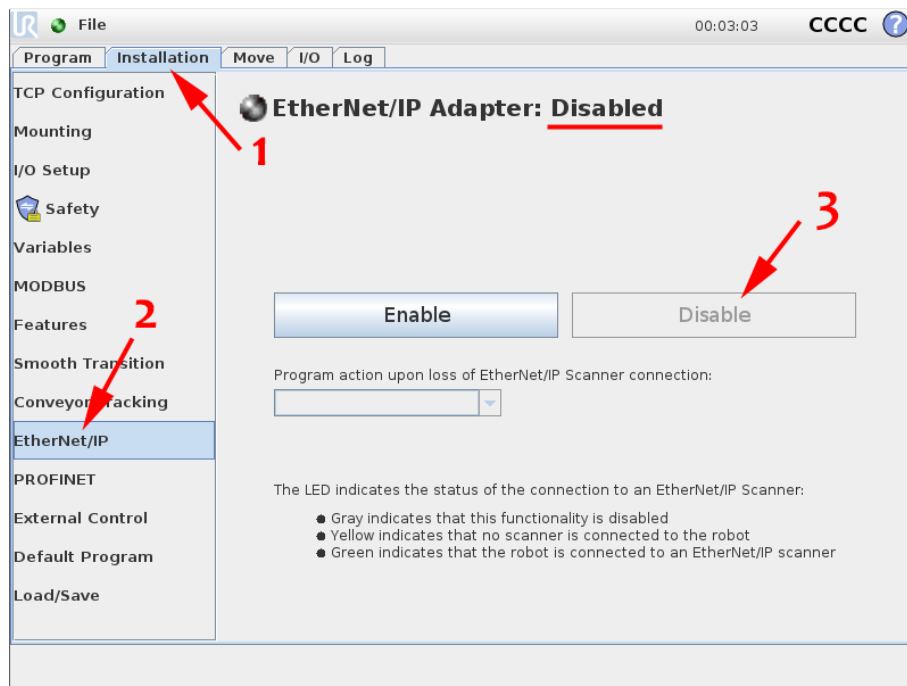 UR File 00:03:03 CCCC ?
Program Installation Move I/O Log
TCP Configuration
Mounting
I/O Setup
Safety
Variables
MODBUS
Features
Smooth Transition
Conveyor Tracking
EtherNet/IP
PROFINET
External Control
Default Program
Load/Save
EtherNet/IP Adapter: Disabled
1
2
3
Enable Disable
Program action upon loss of EtherNet/IP Scanner connection:
The LED indicates the status of the connection to an EtherNet/IP Scanner:
Gray indicates that this functionality is disabled
Yellow indicates that no scanner is connected to the robot
Green indicates that the robot is connected to an EtherNet/IP scanner